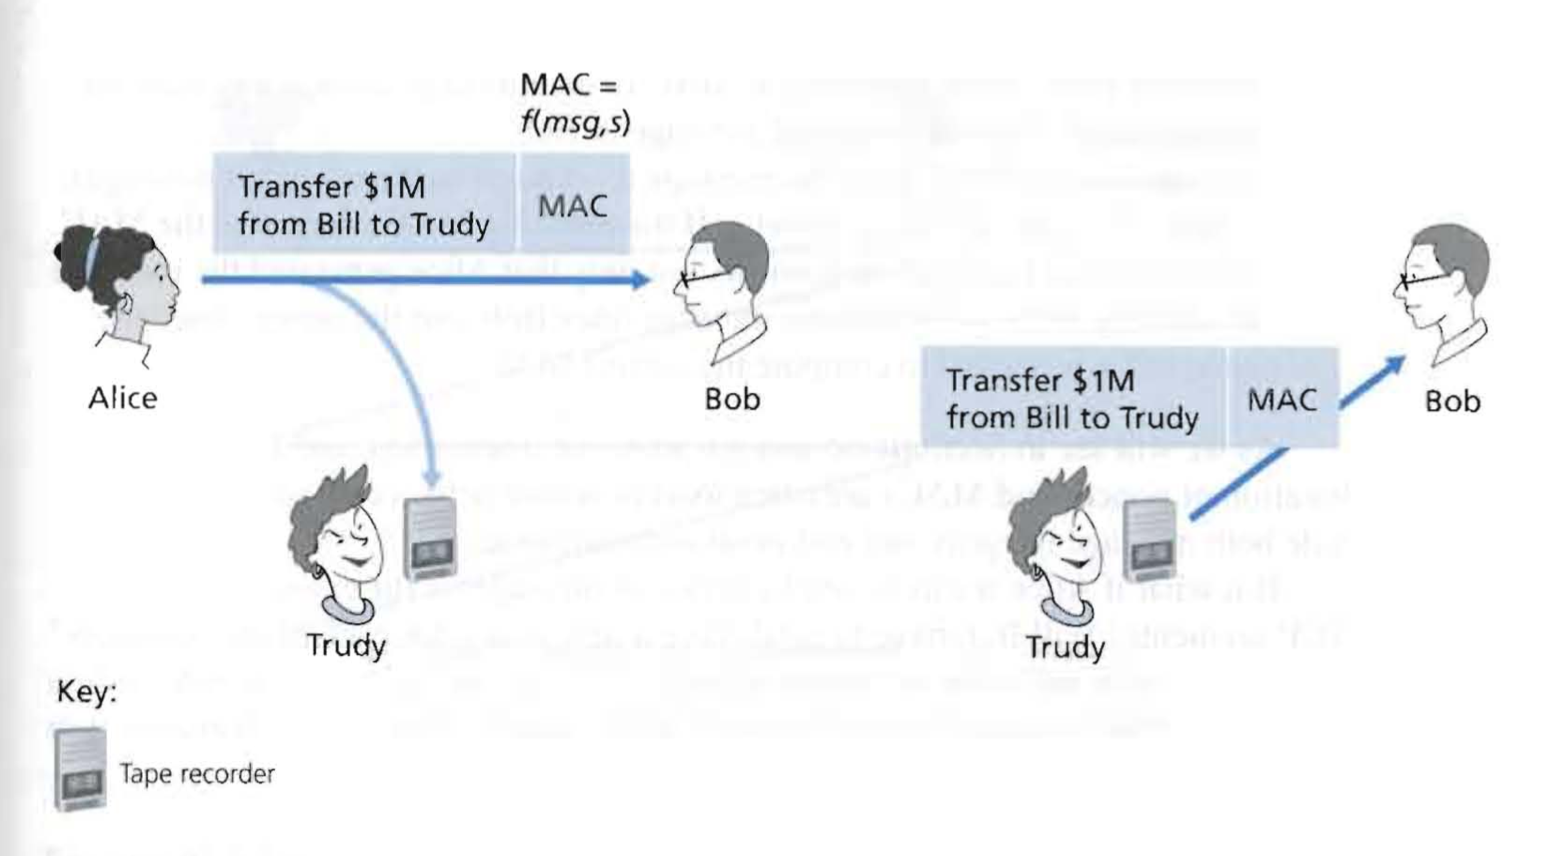 MAC =
f(msg,s)
Transfer $1M
from Bill to Trudy
MAC
Alice
Bob
Transfer $1M
from Bill to Trudy
MAC
Bob
Trudy
Trudy
Key:
Tape recorder